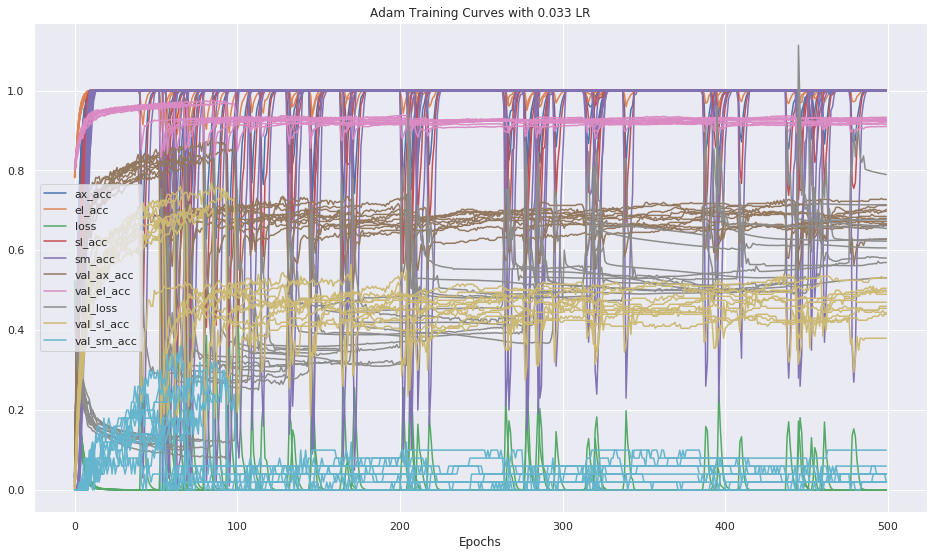 Adam Training Curves with 0.033 LR
1.0
0.8
0.6
0.4
0.2
0.0
ax_acc
el_acc
loss
sl_acc
sm_acc
val_ax_acc
val_el_acc
val_loss
val_sl_acc
val_sm_acc
0 100 200 300 400 500
Epochs